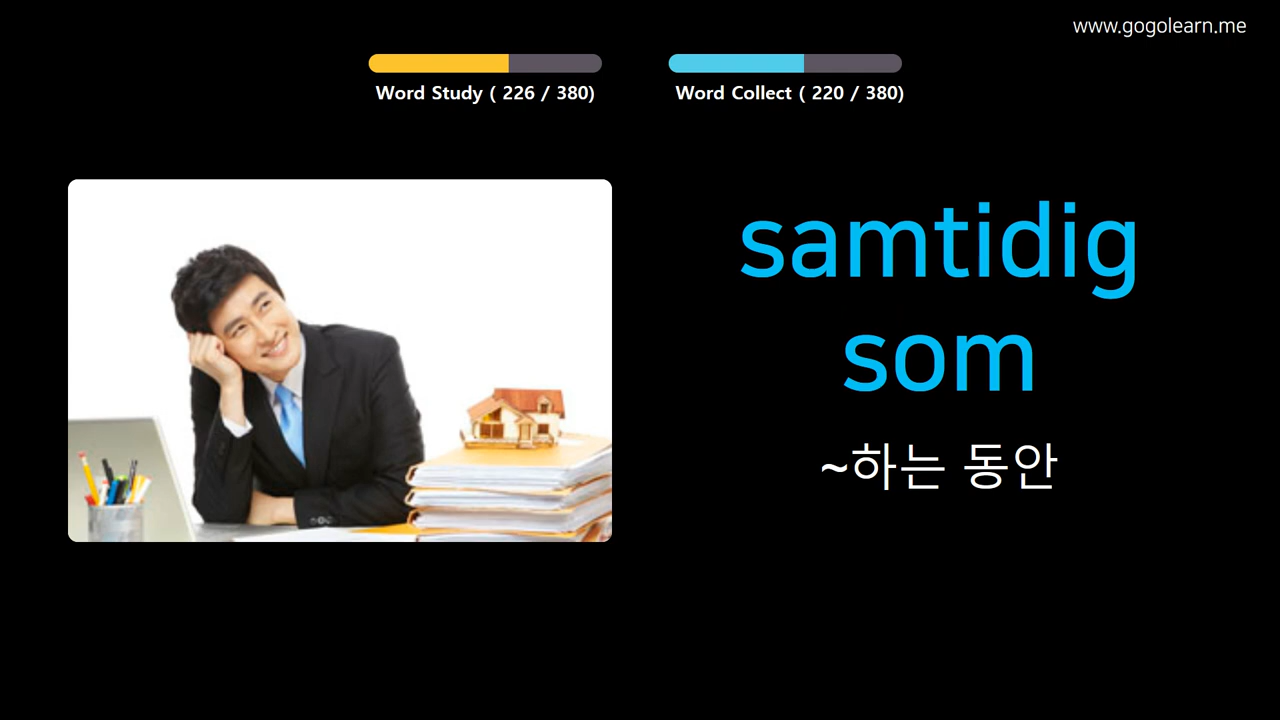 www.gogolearn.me
Word Study ( 226 / 380)
Word Collect ( 220 / 380)
samtidig
som
~하는 동안